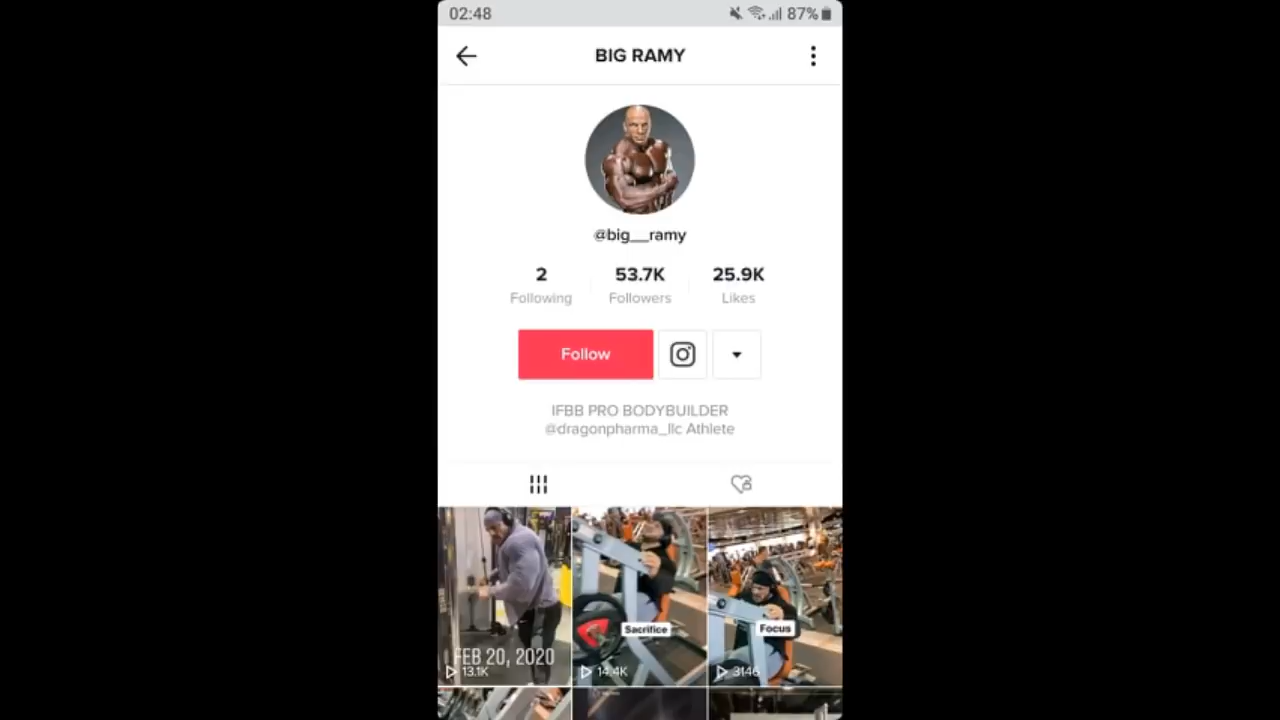 02:48
87%
BIG RAMY
@big__ramy
2
53.7K
25.9K
Following
Followers
Likes
Follow
IFBB PRO BODYBUILDER
@dragonpharma_llc Athlete
Sacrifice
Focus
FEB 20, 2020
13.1K
14.4K
3146